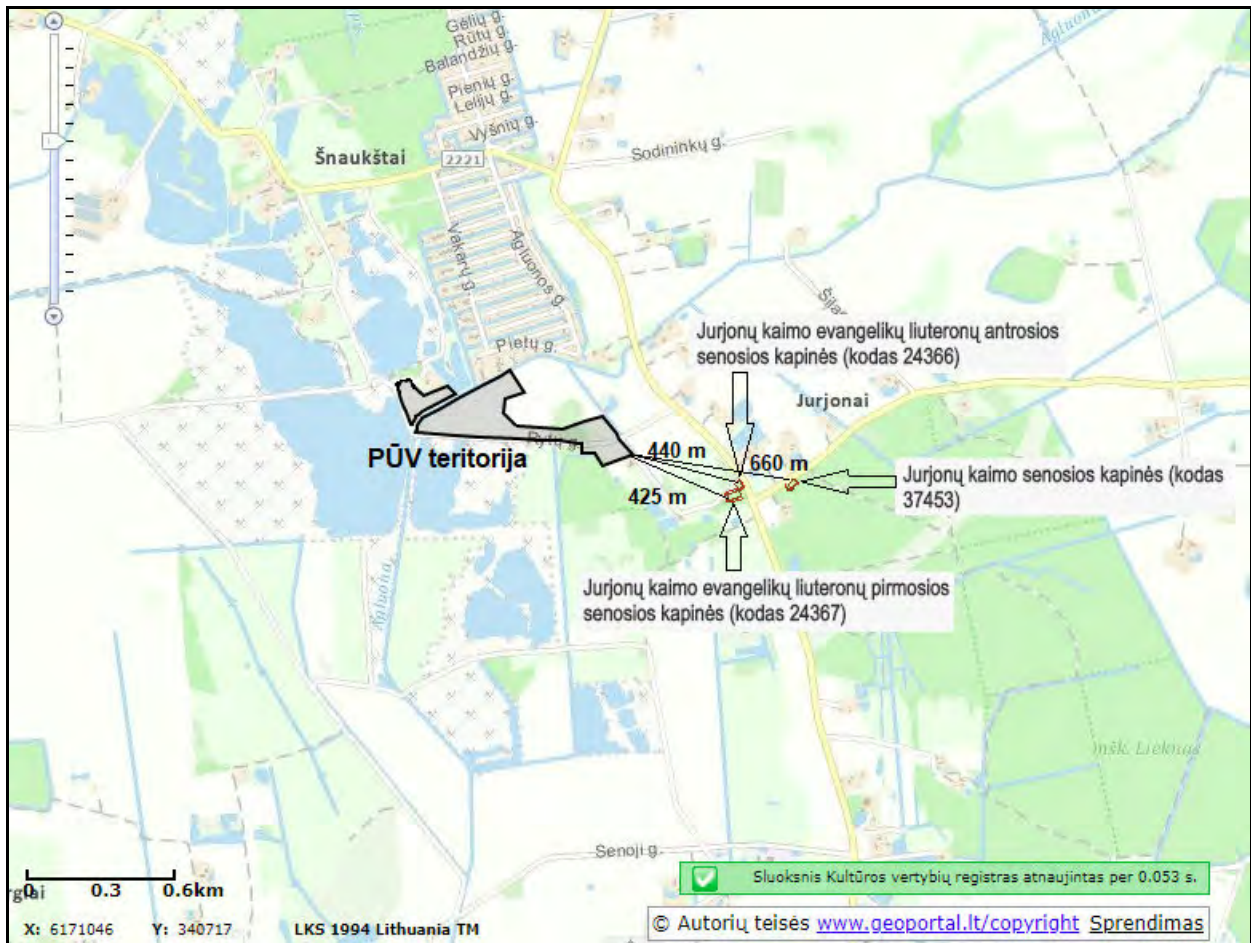 Gėlių g.
Rūtų g.
Balandžių g.
Pienių g.
Lelijų g.
Vyšnių g.
Agluona
Šnaukštai
2221
Sodininkų g.
Vakarų g.
Agluonos g.
Pietų g.
Jurjonų kaimo evangelikų liuteronų antrosios
senosios kapinės (kodas 24366)
Jurjonai
PŪV teritorija
Rytų g.
440 m
660 m
425 m
Jurjonų kaimo senosios kapinės (kodas
37453)
Jurjonų kaimo evangelikų liuteronų pirmosios
senosios kapinės (kodas 24367)
Agluona
mšk. Lieknas
Senoji g.
0 0.3 0.6km
Sluoksnis Kultūros vertybių registras atnaujintas per 0.053 s.
X: 6171046 Y: 340717 LKS 1994 Lithuania TM
© Autorių teisės www.geoportal.lt/copyright Sprendimas